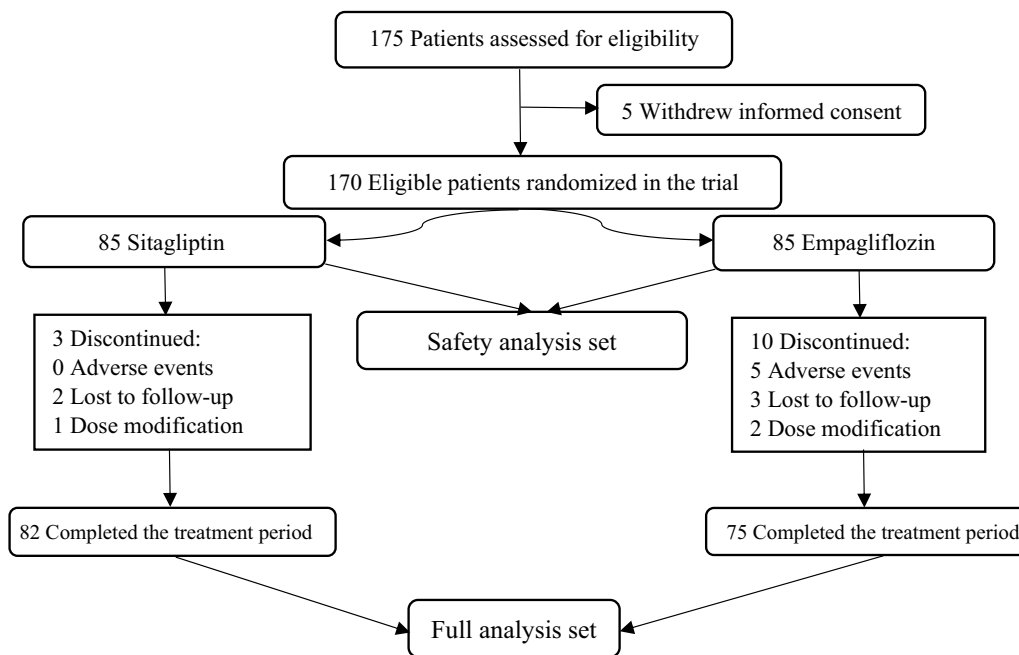 175 Patients assessed for eligibility
5 Withdrew informed consent
170 Eligible patients randomized in the trial
85 Sitagliptin
85 Empagliflozin
Safety analysis set
3 Discontinued:
0 Adverse events
2 Lost to follow-up
1 Dose modification
10 Discontinued:
5 Adverse events
3 Lost to follow-up
2 Dose modification
82 Completed the treatment period
75 Completed the treatment period
Full analysis set